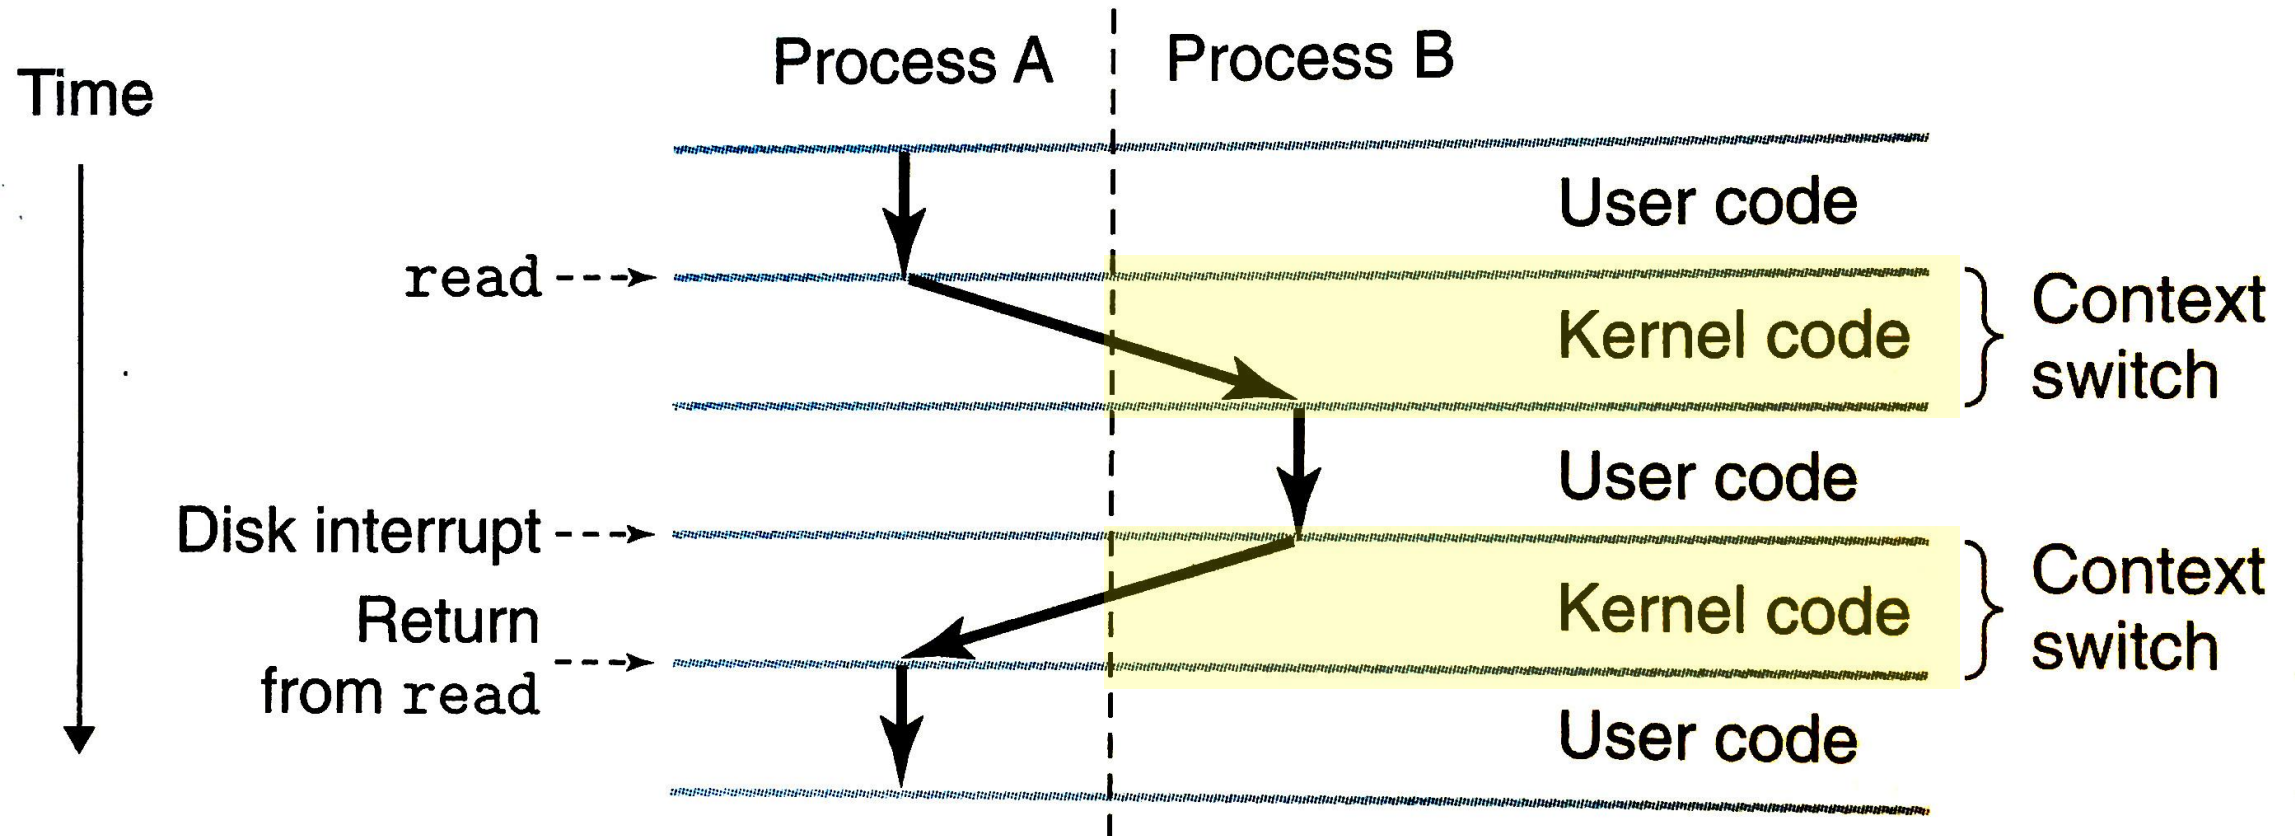 Process A
Process B
Time
User code
read
Kernel code
Context
switch
User code
Disk interrupt
Kernel code
Context
switch
Return
from read
User code